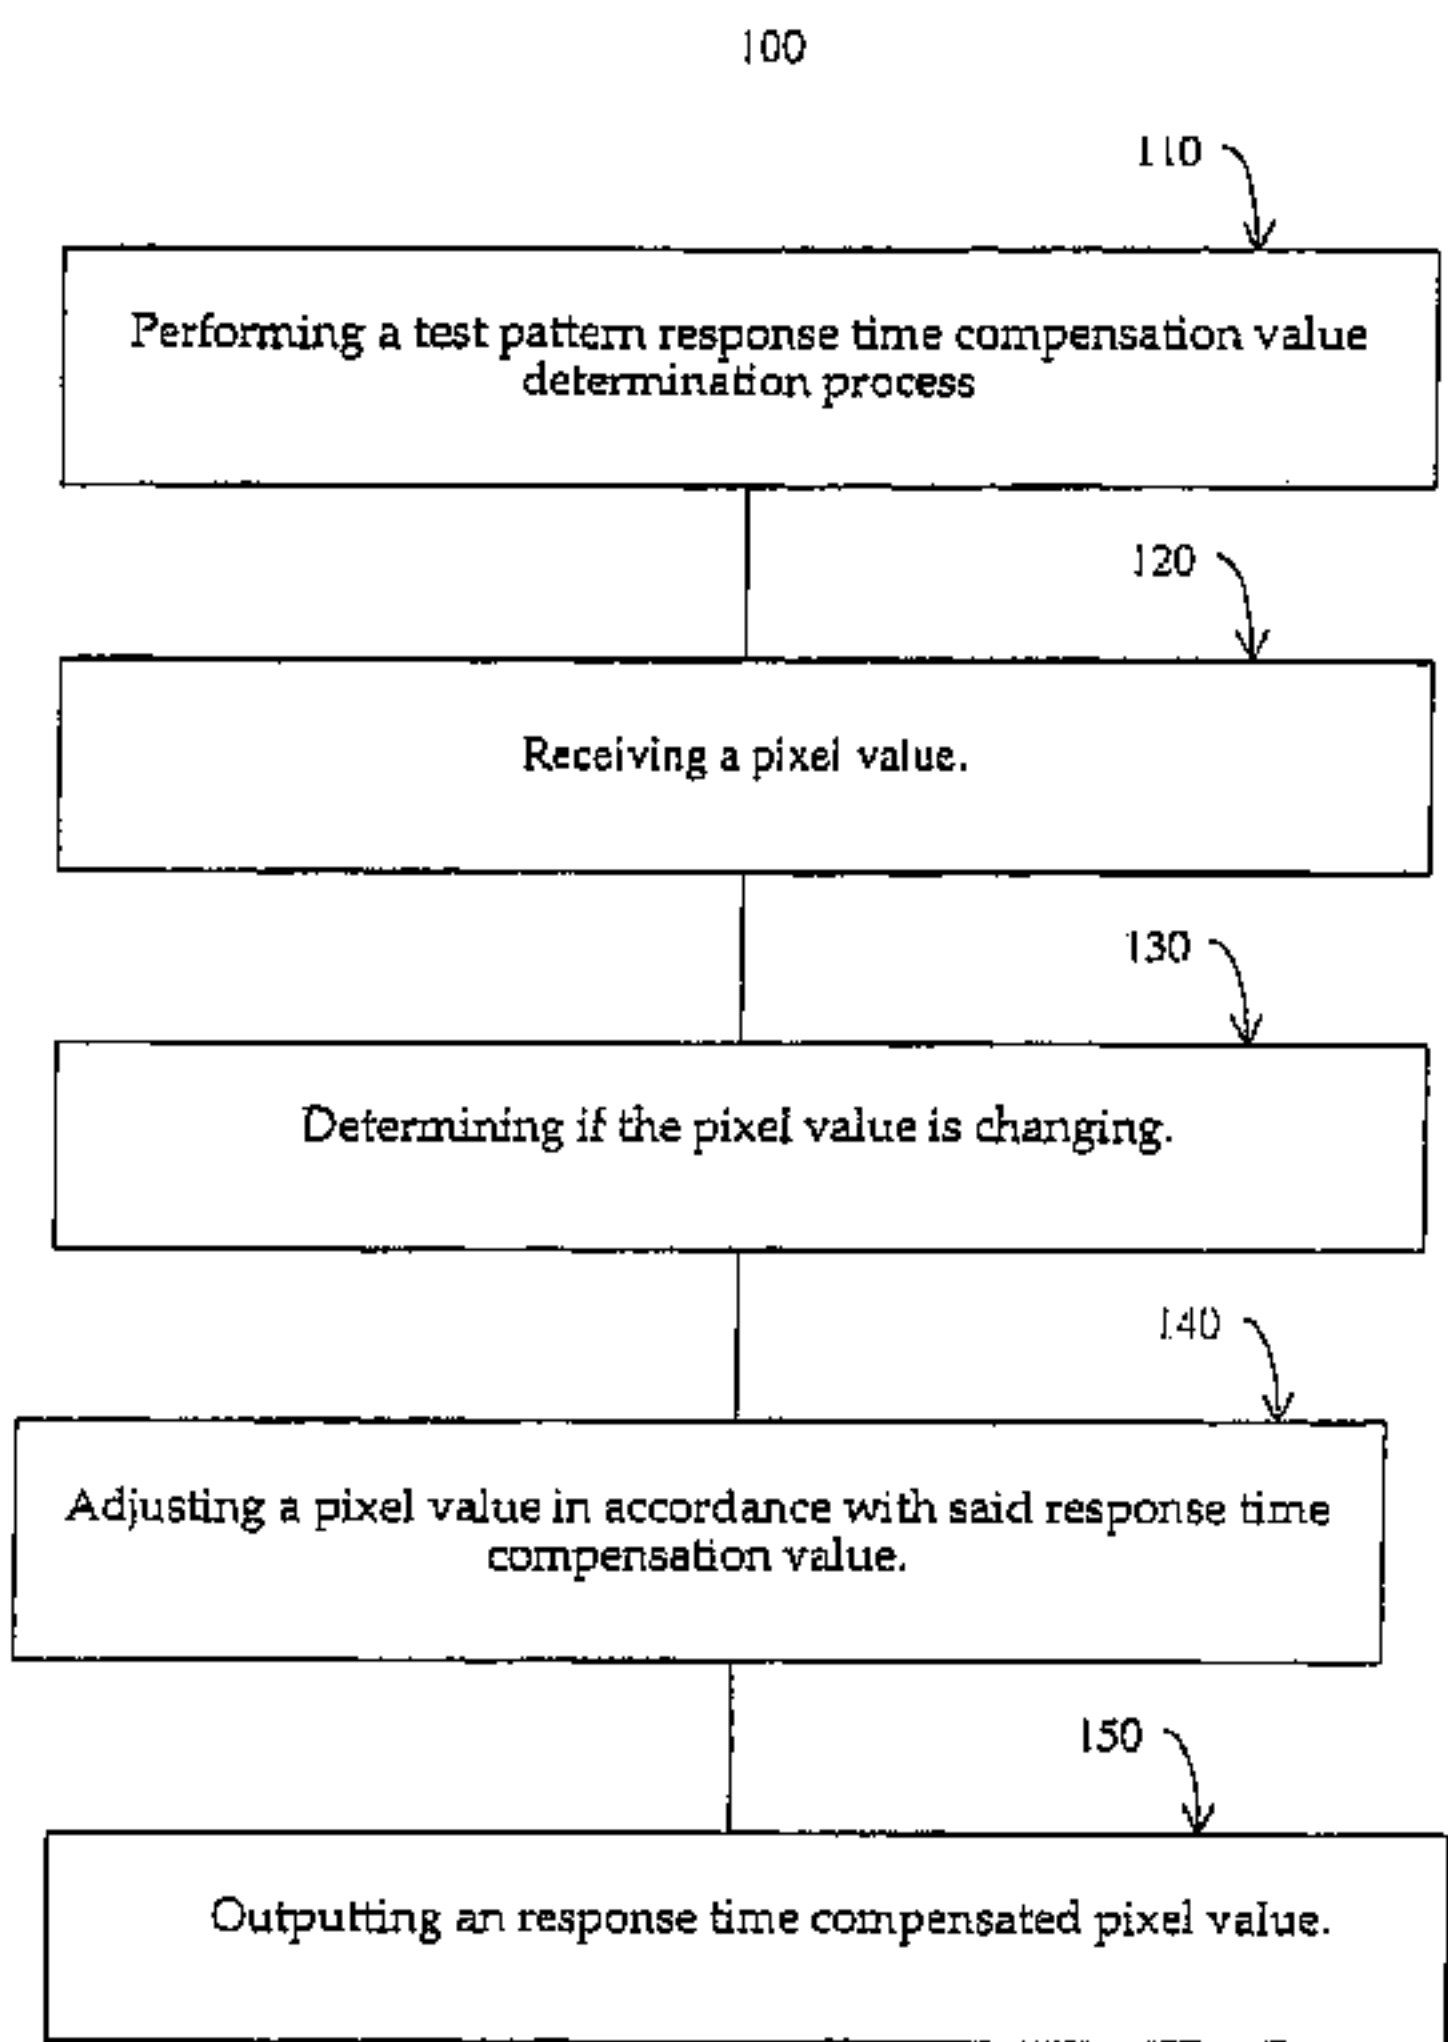 100
110
Performing a test pattern response time compensation value
determination process
120
Receiving a pixel value.
130
Determining if the pixel value is changing.
140
Adjusting a pixel value in accordance with said response time
compensation value.
150
Outputting an response time compensated pixel value.